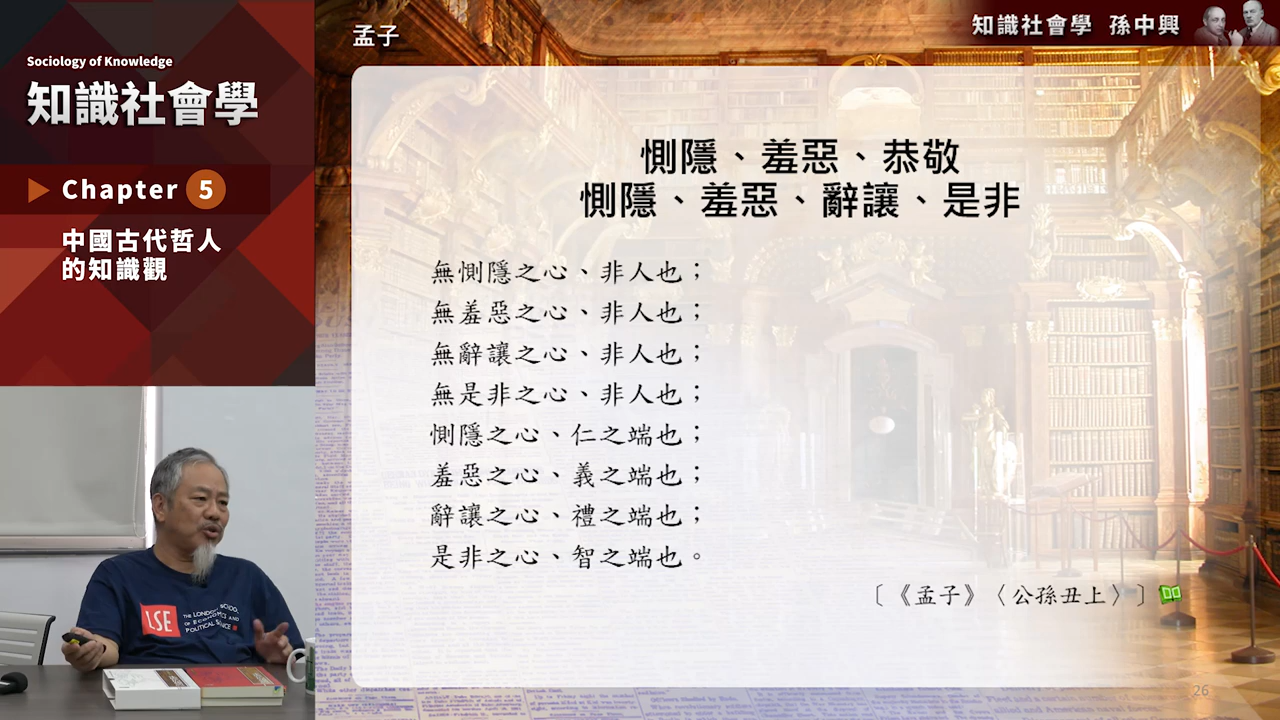 Sociology of Knowledge
知識社會學
Chapter 5
中國古代哲人
的知識觀
孟子
知識社會學 孫中興
惻隱、羞惡、恭敬
惻隱、羞惡、辭讓、是非
無惻隱之心、非人也；
無羞惡之心、非人也；
無辭讓之心、非人也；
無是非之心、非人也；
惻隱之心、仁之端也；
羞惡之心、義之端也；
辭讓之心、禮之端也；
是非之心、智之端也。
〔《孟子》〈公孫丑上〉〕
26
LSE